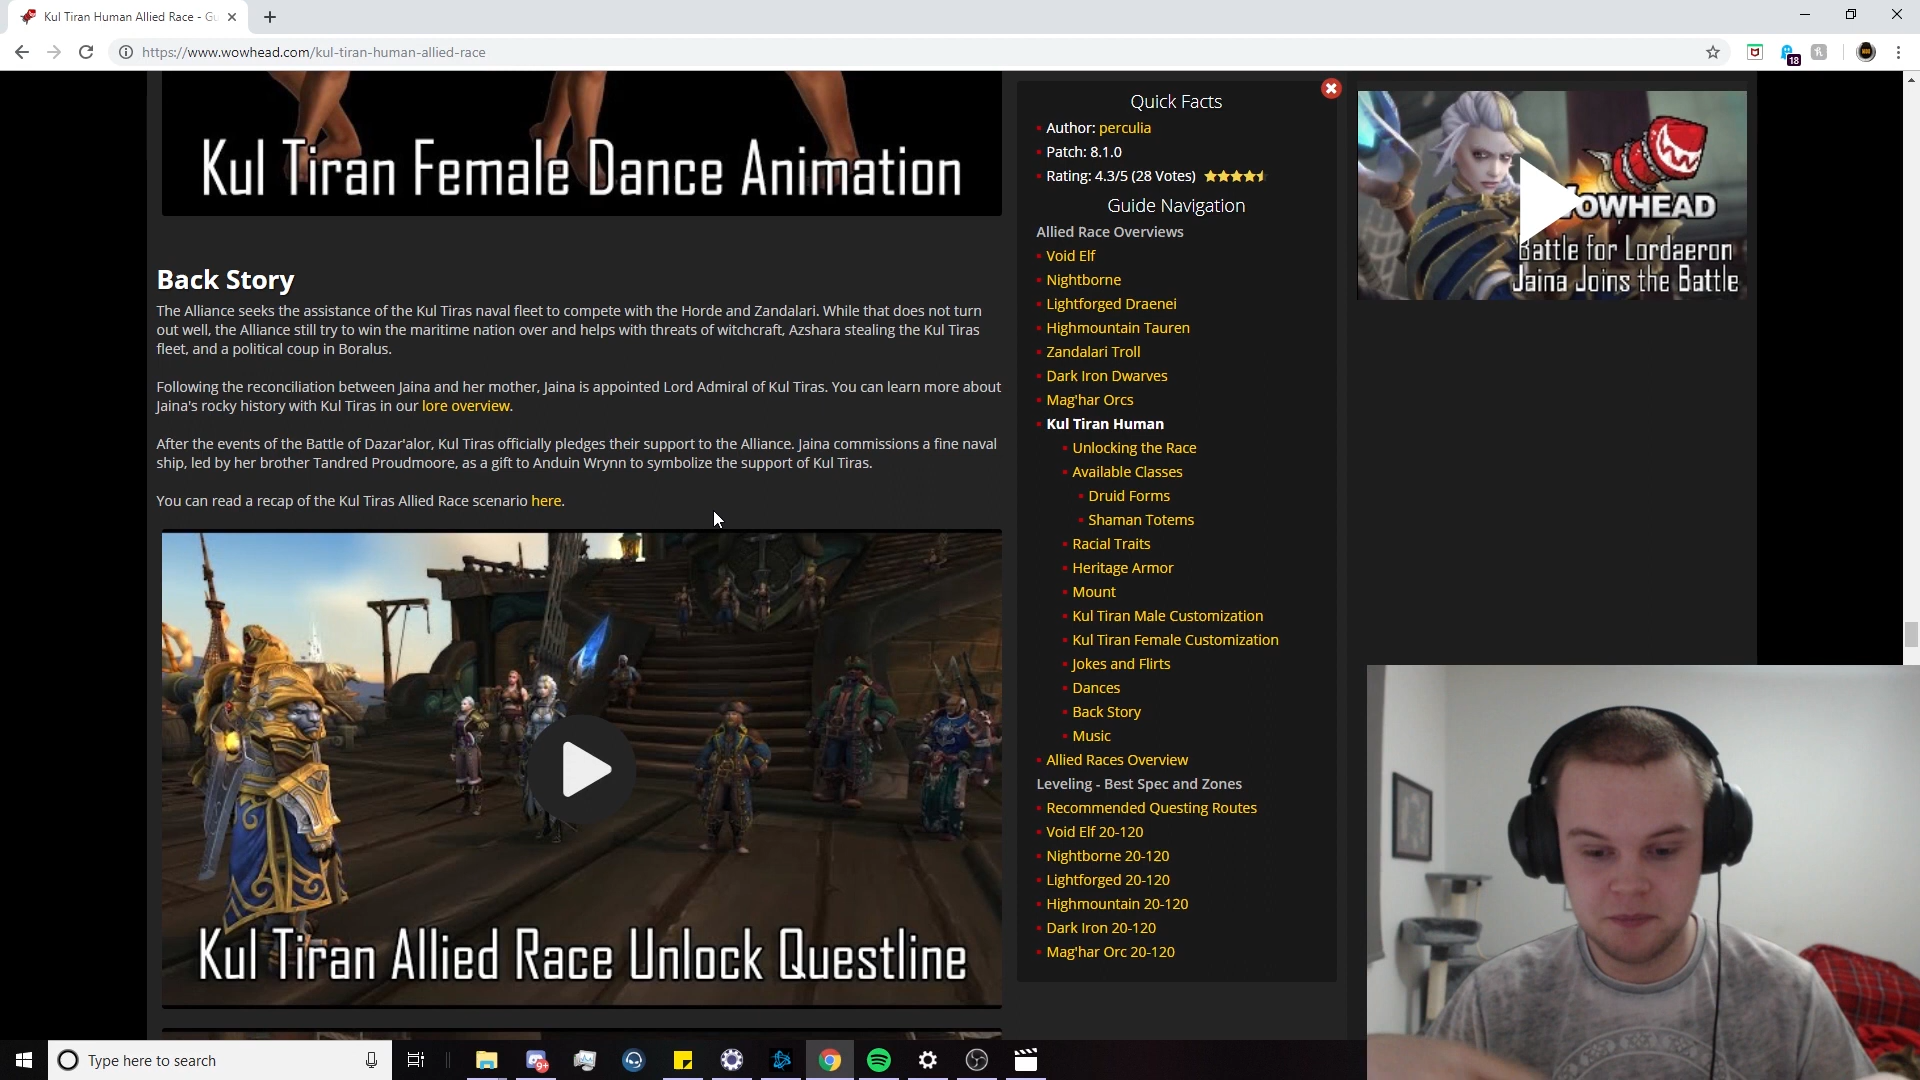 Kul Tiran Human Allied Race - Gu
https://www.wowhead.com/kul-tiran-human-allied-race
18
Kul Tiran Female Dance Animation
Back Story
The Alliance seeks the assistance of the Kul Tiras naval fleet to compete with the Horde and Zandalari. While that does not turn
out well, the Alliance still try to win the maritime nation over and helps with threats of witchcraft, Azshara stealing the Kul Tiras
fleet, and a political coup in Boralus.
Following the reconciliation between Jaina and her mother, Jaina is appointed Lord Admiral of Kul Tiras. You can learn more about
Jaina's rocky history with Kul Tiras in our lore overview.
After the events of the Battle of Dazar'alor, Kul Tiras officially pledges their support to the Alliance. Jaina commissions a fine naval
ship, led by her brother Tandred Proudmoore, as a gift to Anduin Wrynn to symbolize the support of Kul Tiras.
You can read a recap of the Kul Tiras Allied Race scenario here.
Kul Tiran Allied Race Unlock Questline
Quick Facts
Author: perculia
Patch: 8.1.0
Rating: 4.3/5 (28 Votes)
Guide Navigation
Allied Race Overviews
Void Elf
Nightborne
Lightforged Draenei
Highmountain Tauren
Zandalari Troll
Dark Iron Dwarves
Mag'har Orcs
Kul Tiran Human
Unlocking the Race
Available Classes
Druid Forms
Shaman Totems
Racial Traits
Heritage Armor
Mount
Kul Tiran Male Customization
Kul Tiran Female Customization
Jokes and Flirts
Dances
Back Story
Music
Allied Races Overview
Leveling - Best Spec and Zones
Recommended Questing Routes
Void Elf 20-120
Nightborne 20-120
Lightforged 20-120
Highmountain 20-120
Dark Iron 20-120
Mag'har Orc 20-120
WOWHEAD
Battle for Lordaeron
Jaina Joins the Battle
Type here to search